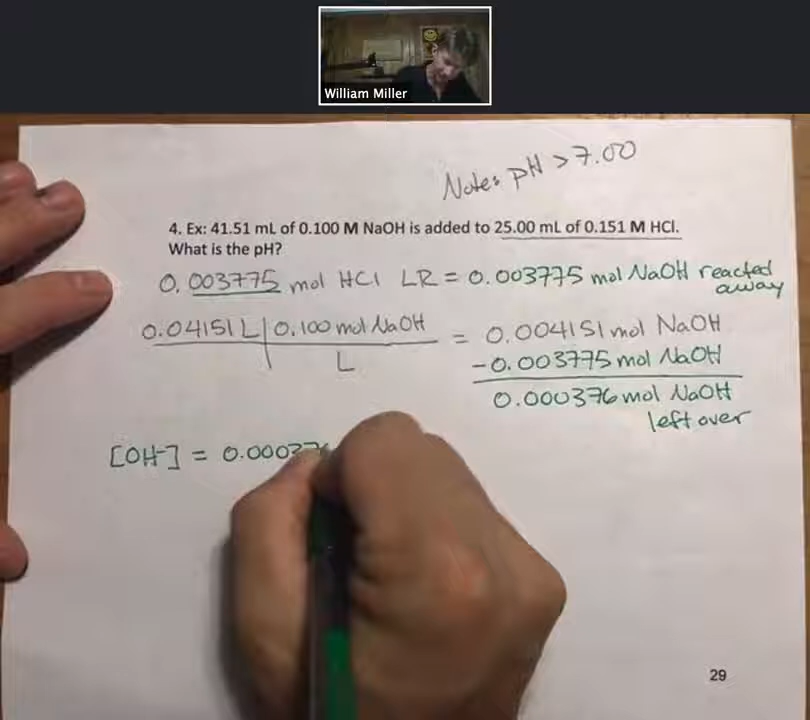 William Miller
Note: pH > 7.00
4. Ex: 41.51 mL of 0.100 M NaOH is added to 25.00 mL of 0.151 M HCl.
What is the pH?
0.003775 mol HCl LR = 0.003775 mol NaOH reacted
away
0.04151 L | 0.100 mol NaOH = 0.004151 mol NaOH
L
-0.003775 mol NaOH
0.000376 mol NaOH
left over
[OH-] = 0.00037
29